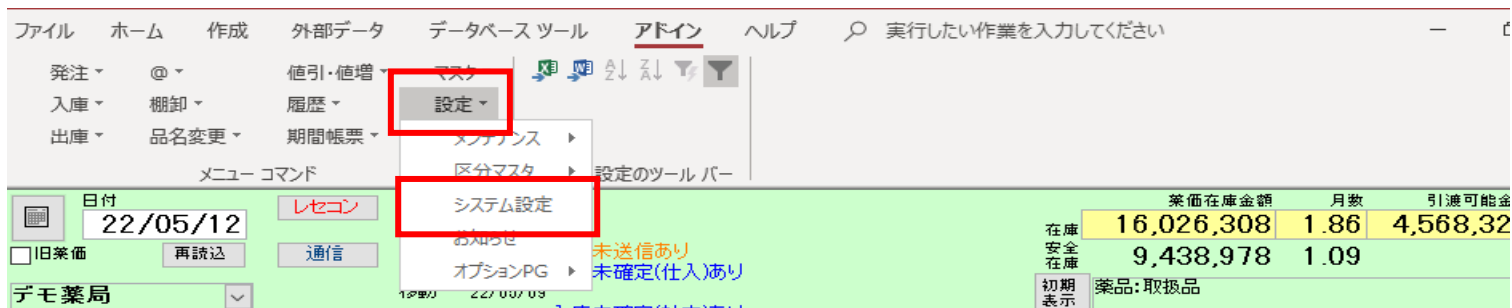 ファイル ホーム 作成 外部データ データベース ツール アドイン ヘルプ 実行したい作業を入力してください
発注 @ 値引・値増 マスタ
入庫 棚卸 履歴 設定
出庫 品名変更 期間帳票 メンテナンス
区分マスタ
メニュー コマンド 設定のツール バー
システム設定
お知らせ
オプションPG
日付 レセコン 薬価在庫金額 月数 引渡可能金
22/05/12 在庫 16,026,308 1.86 4,568,32
旧薬価 再読込 通信 未送信あり 安全在庫 9,438,978 1.09
未確定(仕入)あり
デモ薬局 22/05/09 初期表示 薬品:取扱品